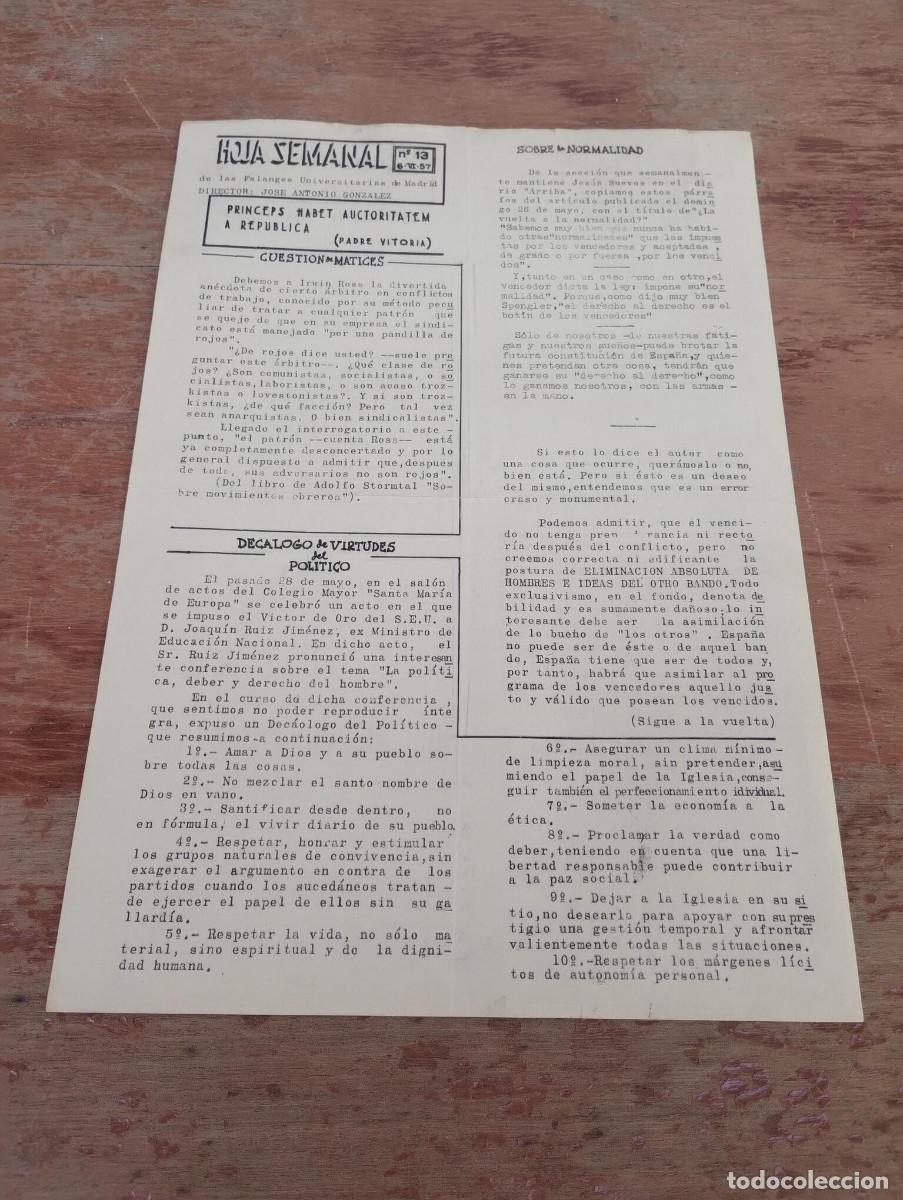 HOJA SEMANAL nº 13
6-VI-57
de las Falanges Universitarias de Madrid
DIRECTOR: JOSE ANTONIO GONZALEZ
PRINCEPS HABET AUCTORITATEM
A REPUBLICA
(PADRE VITORIA)
CUESTION de MATICES
Debemos a Irwin Ross la divertida
anécdota de cierto árbitro en conflictos
de trabajo, conocido por su método pecu
liar de tratar a cualquier patrón que
se queje de que en su empresa el sindi-
cato está manejado "por una pandilla de
rojos".
"¿De rojos dice usted? --suele pre
guntar este árbitro--. ¿Qué clase de ro
jos? ¿Son comunistas, socialistas, o so
cialistas,laboristas, o son acaso troz-
kistas o lovestonistas?. Y si son troz-
kistas, ¿de qué facción? Pero tal vez
sean anarquistas. O bien sindicalistas".
Llegado el interrogatorio a este -
punto, "el patrón --cuenta Ross-- está
ya completamente desconcertado y por lo
general dispuesto a admitir que,despues
de todo, sus adversarios no son rojos".
(Del libro de Adolfo Stormtal "So-
bre movimientos obreros").
DECALOGO de VIRTUDES
del
POLITICO
El pasado 28 de mayo, en el salón
de actos del Colegio Mayor "Santa María
de Europa" se celebró un acto en el que
se impuso el Victor de Oro del S.E.U. a
D. Joaquín Ruiz Jiménez, ex Ministro de
Educación Nacional. En dicho acto, el
Sr. Ruiz Jiménez pronunció una interesan
te conferencia sobre el tema "La políti
ca, deber y derecho del hombre".
En el curso da dicha conferencia ,
que sentimos no poder reproducir ínte
gra, expuso un Decáologo del Político -
que resumimos a continuación:
1º.- Amar a Dios y a su pueblo so-
bre todas las cosas.
2º.- No mezclar el santo nombre de
Dios en vano.
3º.- Santificar desde dentro, no
en fórmula, el vivir diario de su pueblo.
4º.- Respetar, honrar y estimular
los grupos naturales de convivencia,sin
exagerar el argumento en contra de los
partidos cuando los sucedáneos tratan -
de ejercer el papel de ellos sin su ga
llardía.
5º.- Respetar la vida, no sólo ma
terial, sino espiritual y de la digni-
dad humana.
SOBRE la NORMALIDAD
De la sección que semanalmen -
te mantiene Jesús Suevos en el dia
rio "Arriba", copiamos estos párra
fos del artículo publicado el domin
go 26 de mayo, con el título de"¿La
vuelta a la normalidad?"
"Sabemos muy bien que nunca ha habi-
do otras"normalidades" que las impues
tas por los vencedores y aceptadas ,
de grado o por fuerza ,por los venci
dos".
Y,tanto en un caso como en otro,el
vencedor dicta la ley: impone su"nor
malidad". Porque,como dijo muy bien
Spengler,"el derecho al derecho es el
botín de los vencedores"
Sólo de nosotros -de nuestras fáti-
gas y nuestros sueños-puede brotar la
futura constitución de España,y quie-
nes pretendan otra cosa, tendrán que
ganarse su "derecho al derecho",como
lo ganamos nosotros, con las armas -
en la mano.
Si esto lo dice el autor como
una cosa que ocurre, querámoslo o no,
bien está. Pero si ésto es un deseo
del mismo,entendemos que es un error
craso y monumental.
Podemos admitir, que el venci-
do no tenga rancia ni recto
ría después del conflicto, pero no
creemos correcta ni edificante la
postura de ELIMINACION ABSOLUTA DE
HOMBRES E IDEAS DEL OTRO BANDO.Todo
exclusivismo, en el fondo, denota de
bilidad y es sumamente dañoso;lo in
teresante debe ser la asimilación
de lo bueño de "los otros" . España
no puede ser de éste o de aquel ban
do, España tiene que ser de todos y,
por tanto, habrá que asimilar al pro
grama de los vencedores aquello jus
to y válido que posean los vencidos.
(Sigue a la vuelta)
6º.- Asegurar un clima mínimo-
de limpieza moral, sin pretender,asu
miendo el papel de la Iglesia,conse-
guir también el perfeccionamiento idividual.
7º.- Someter la economía a la
ética.
8º.- Proclamar la verdad como
deber,teniendo en cuenta que una li-
bertad responsable puede contribuir
a la paz social.
9º.- Dejar a la Iglesia en su si
tio,no desearla para apoyar con su pres
tigio una gestión temporal y afrontar
valientemente todas las situaciones.
10º.-Respetar los márgenes líci
tos de autonomía personal.
todocoleccion